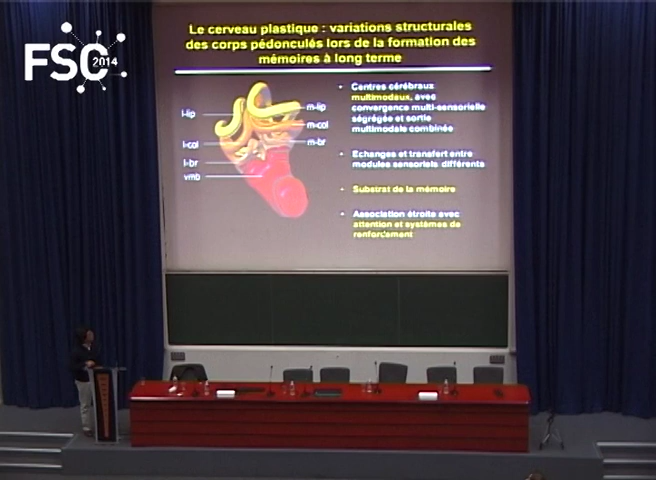 FSC 2014
Le cerveau plastique : variations structurales
des corps pédonculés lors de la formation des
mémoires à long terme
l-lip
m-lip
m-col
l-col
m-br
l-br
vmb
• Centres cérébraux
multimodaux, avec
convergence multi-sensorielle
ségrégée et sortie
multimodale combinée
• Echanges et transfert entre
modules sensoriels différents
• Substrat de la mémoire
• Association étroite avec
attention et systèmes de
renforcement